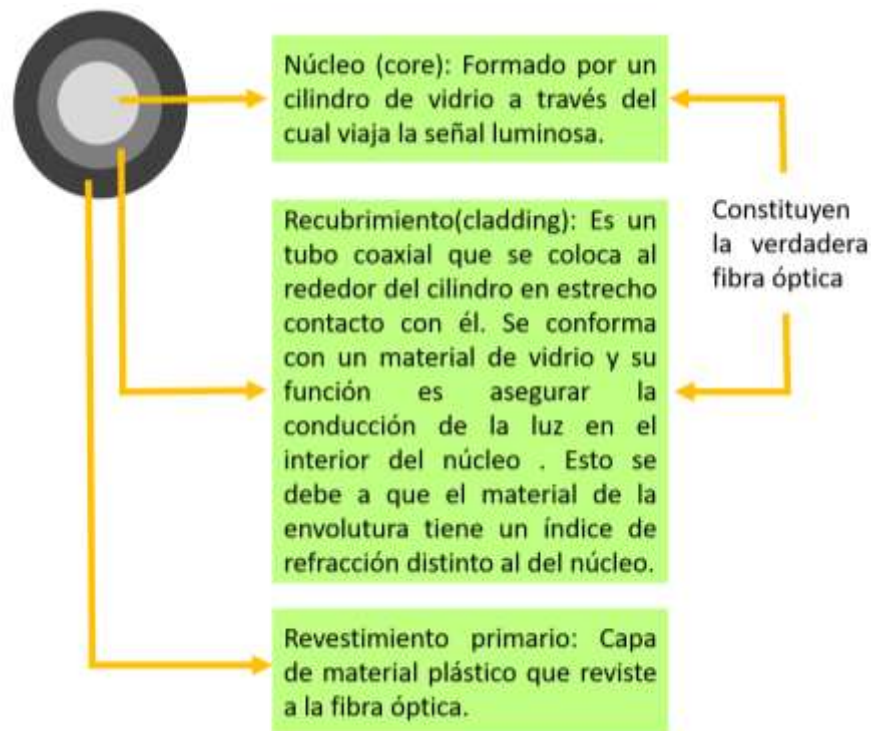 Núcleo (core): Formado por un
cilindro de vidrio a través del
cual viaja la señal luminosa.
Recubrimiento(cladding): Es un
tubo coaxial que se coloca al
rededor del cilindro en estrecho
contacto con él. Se conforma
con un material de vidrio y su
función es asegurar la
conducción de la luz en el
interior del núcleo . Esto se
debe a que el material de la
envolutura tiene un índice de
refracción distinto al del núcleo.
Constituyen
la verdadera
fibra óptica
Revestimiento primario: Capa
de material plástico que reviste
a la fibra óptica.